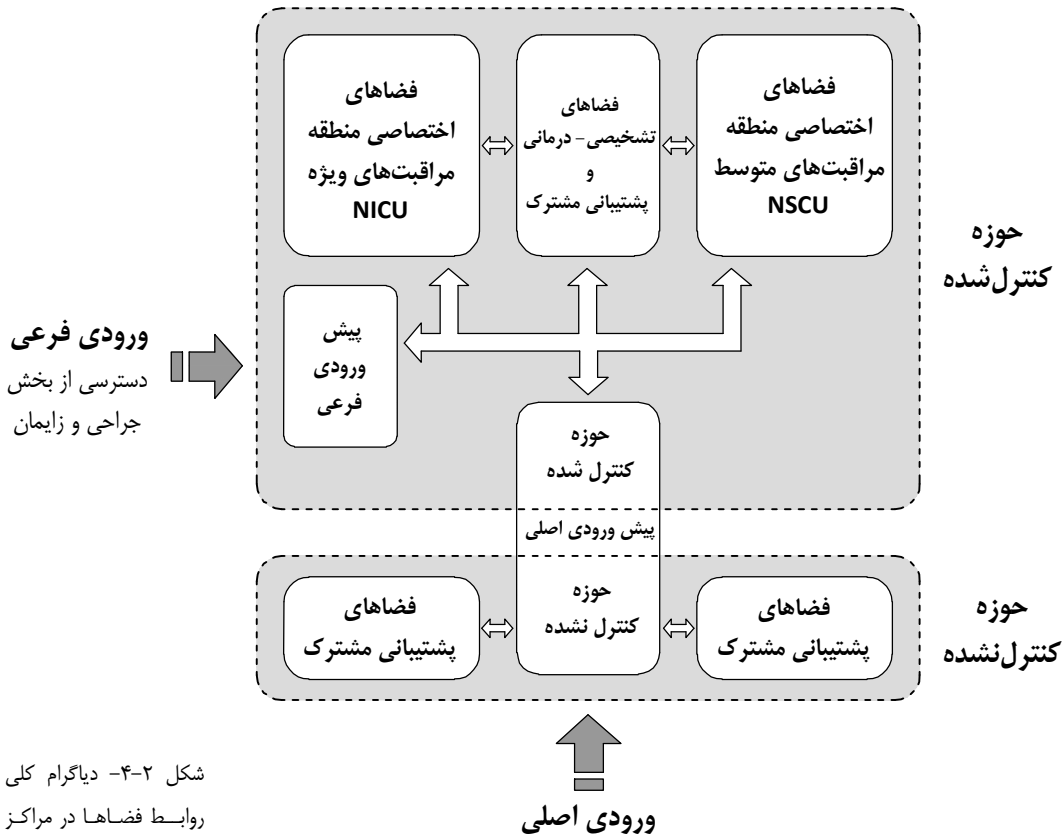 فضاهای
اختصاصی منطقه
مراقبت‌های متوسط
NSCU
فضاهای
تشخیصی- درمانی
و
پشتیبانی مشترک
فضاهای
اختصاصی منطقه
مراقبت‌های ویژه
NICU
حوزه
کنترل‌شده
پیش
ورودی
فرعی
ورودی فرعی
دسترسی از بخش
جراحی و زایمان
حوزه
کنترل شده
پیش ورودی اصلی
حوزه
کنترل نشده
فضاهای
پشتیبانی مشترک
فضاهای
پشتیبانی مشترک
حوزه
کنترل‌نشده
ورودی اصلی
شکل ۲-۴- دیاگرام کلی
روابط فضاها در مراکز